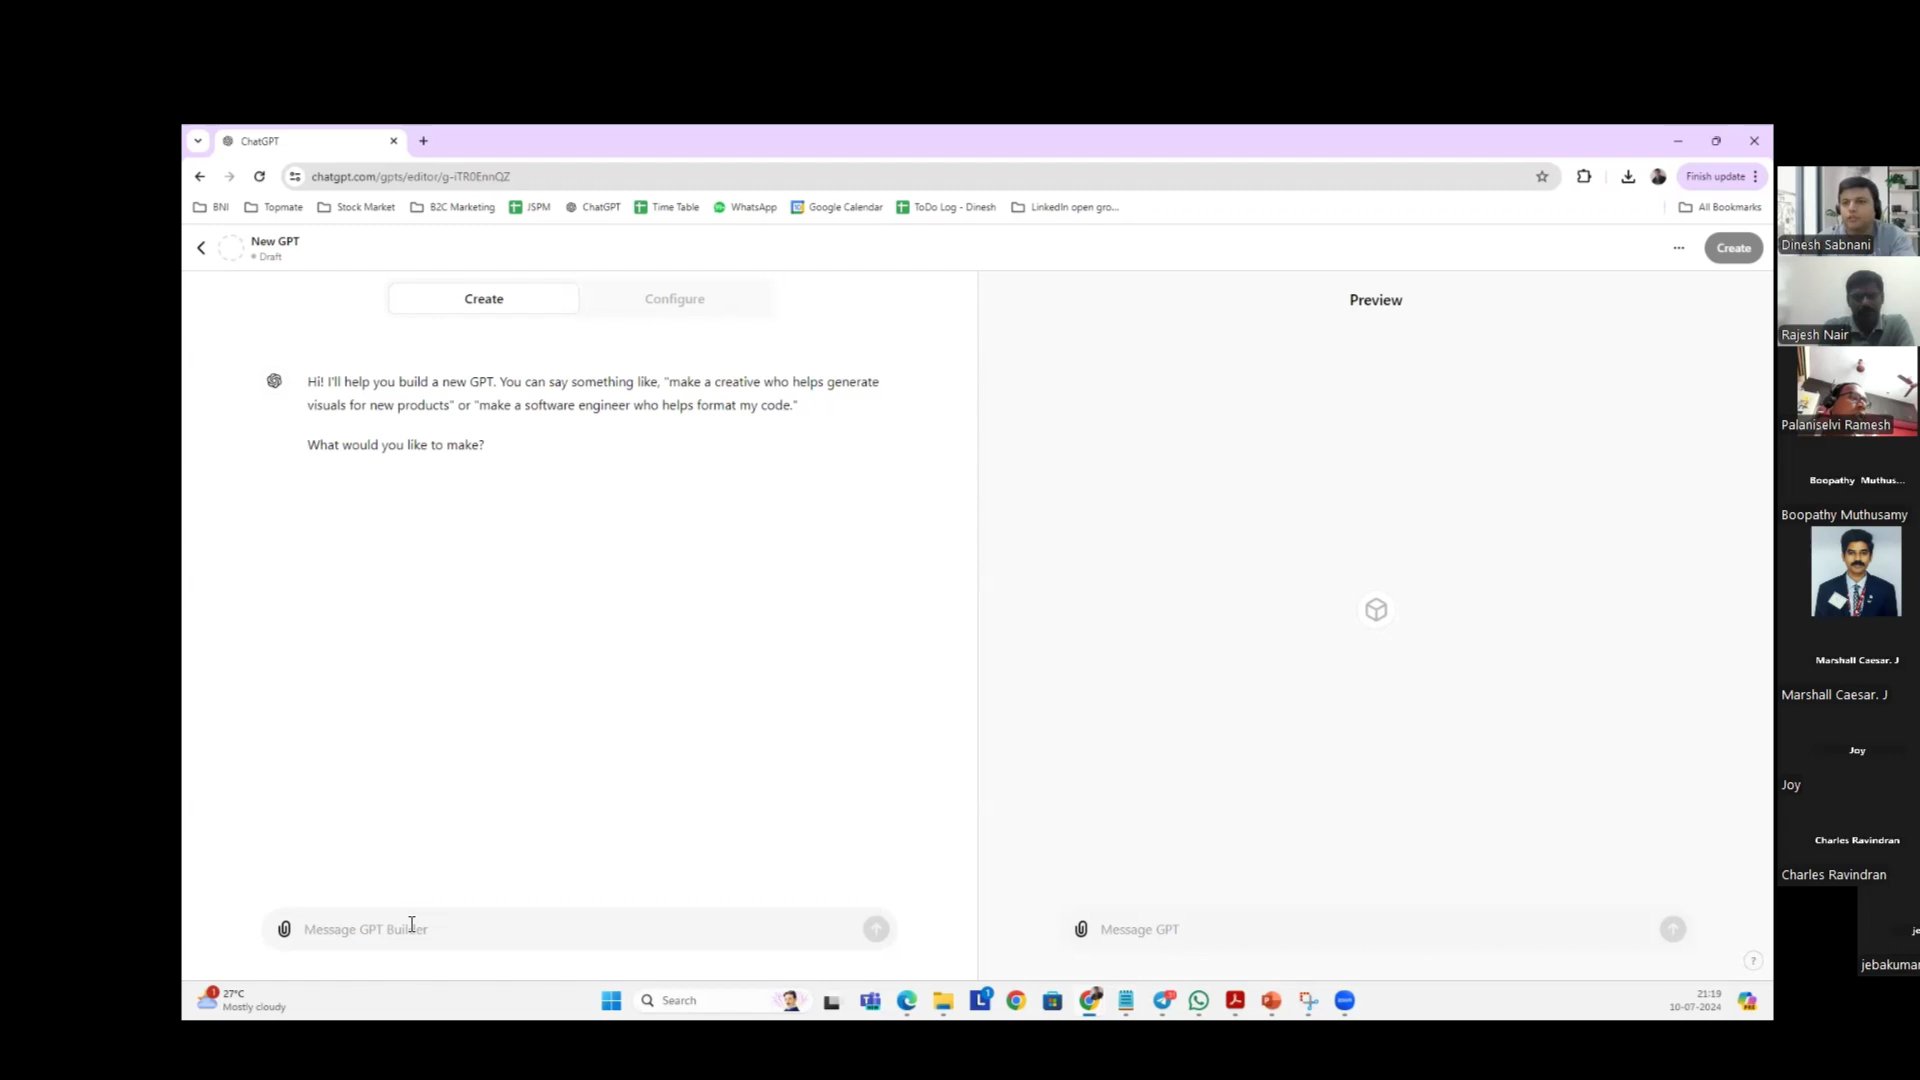 ChatGPT
chatgpt.com/gpts/editor/g-iTR0EnnQZ
Finish update
BNI
Topmate
Stock Market
B2C Marketing
JSPM
ChatGPT
Time Table
WhatsApp
Google Calendar
ToDo Log - Dinesh
LinkedIn open gro...
All Bookmarks
New GPT
Draft
Create
Create
Configure
Preview
Hi! I'll help you build a new GPT. You can say something like, "make a creative who helps generate
visuals for new products" or "make a software engineer who helps format my code."
What would you like to make?
Message GPT Builder
Message GPT
?
1
27°C
Mostly cloudy
Search
1
21:19
10-07-2024
Dinesh Sabnani
Rajesh Nair
Palaniselvi Ramesh
Boopathy Muthus...
Boopathy Muthusamy
Marshall Caesar. J
Marshall Caesar. J
Joy
Joy
Charles Ravindran
Charles Ravindran
je
jebakumar